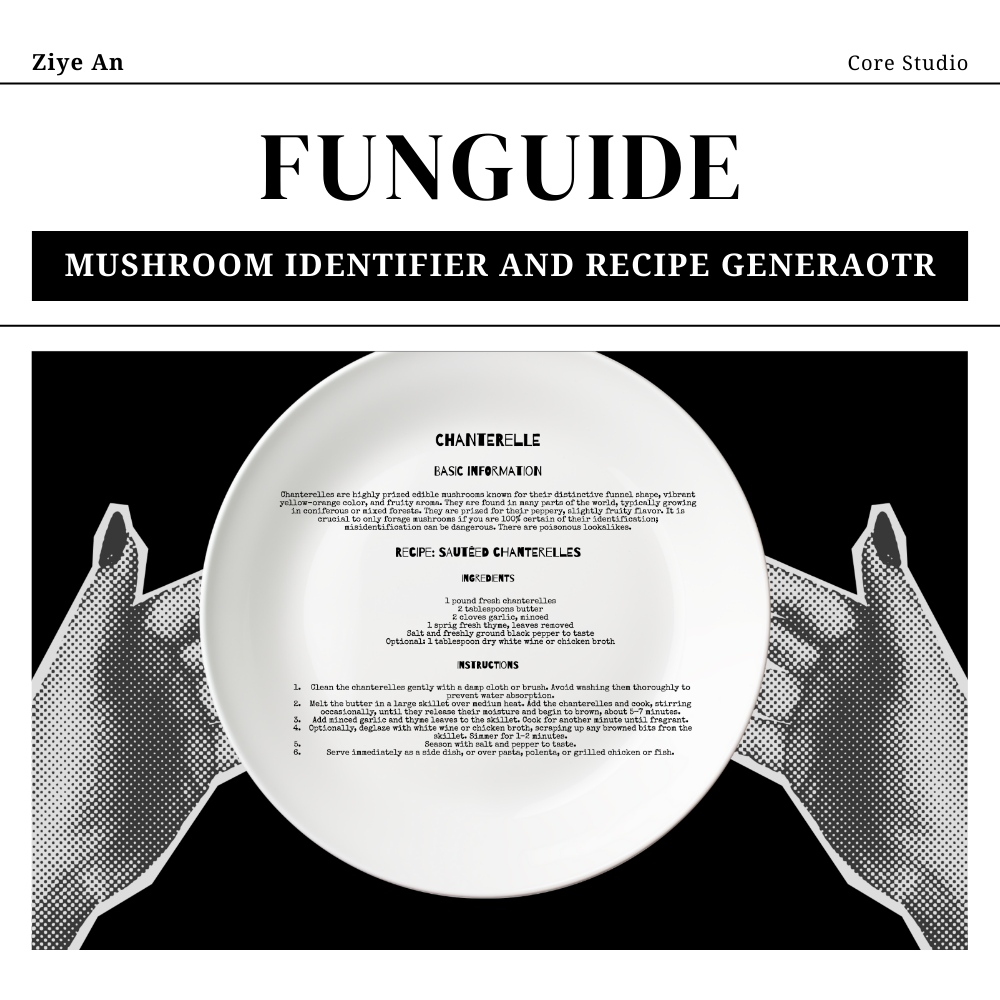 Ziye An
Core Studio
FUNGUIDE
MUSHROOM IDENTIFIER AND RECIPE GENERAOTR
CHANTERELLE
BASIC INFORMATION
Chanterelles are highly prized edible mushrooms known for their distinctive funnel shape, vibrant
yellow-orange color, and fruity aroma. They are found in many parts of the world, typically growing
in coniferous or mixed forests. They are prized for their peppery, slightly fruity flavor. It is
crucial to only forage mushrooms if you are 100% certain of their identification;
misidentification can be dangerous. There are poisonous lookalikes.
RECIPE: SAUTÉED CHANTERELLES
INGREDIENTS
1 pound fresh chanterelles
2 tablespoons butter
2 cloves garlic, minced
1 sprig fresh thyme, leaves removed
Salt and freshly ground black pepper to taste
Optional: 1 tablespoon dry white wine or chicken broth
INSTRUCTIONS
1. Clean the chanterelles gently with a damp cloth or brush. Avoid washing them thoroughly to
prevent water absorption.
2. Melt the butter in a large skillet over medium heat. Add the chanterelles and cook, stirring
occasionally, until they release their moisture and begin to brown, about 5-7 minutes.
3. Add minced garlic and thyme leaves to the skillet. Cook for another minute until fragrant.
4. Optionally, deglaze with white wine or chicken broth, scraping up any browned bits from the
skillet. Simmer for 1-2 minutes.
5. Season with salt and pepper to taste.
6. Serve immediately as a side dish, or over pasta, polenta, or grilled chicken or fish.